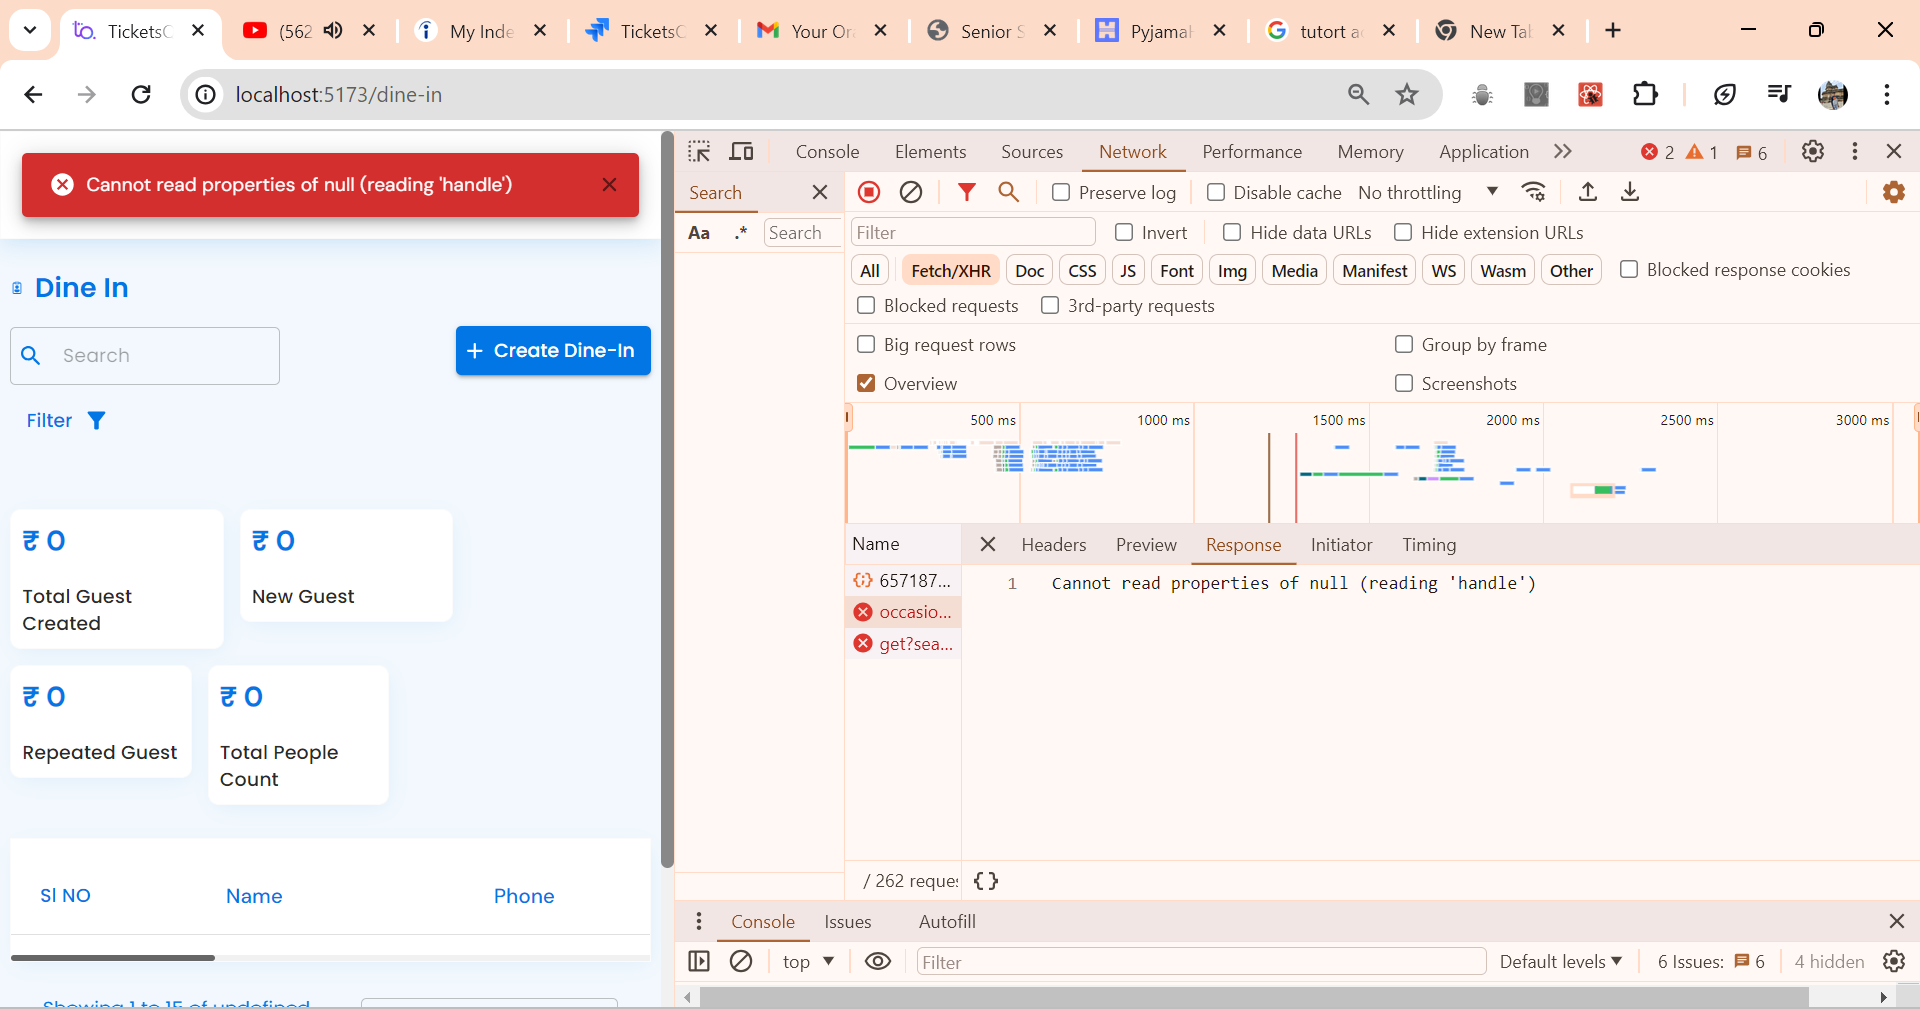 TicketsC
(562
My Inde
TicketsC
Your Or
Senior S
PyjamaH
tutort ac
New Tab
localhost:5173/dine-in
Cannot read properties of null (reading 'handle')
Dine In
Search
Create Dine-In
Filter
₹ 0
Total Guest
Created
₹ 0
New Guest
₹ 0
Repeated Guest
₹ 0
Total People
Count
Sl NO
Name
Phone
Showing 1 to 15 of undefined
Console
Elements
Sources
Network
Performance
Memory
Application
2
1
6
Search
Preserve log
Disable cache
No throttling
Aa
.*
Search
Filter
Invert
Hide data URLs
Hide extension URLs
All
Fetch/XHR
Doc
CSS
JS
Font
Img
Media
Manifest
WS
Wasm
Other
Blocked response cookies
Blocked requests
3rd-party requests
Big request rows
Group by frame
Overview
Screenshots
500 ms
1000 ms
1500 ms
2000 ms
2500 ms
3000 ms
Name
Headers
Preview
Response
Initiator
Timing
657187...
occasio...
get?sea...
1
Cannot read properties of null (reading 'handle')
/ 262 reques
{}
Console
Issues
Autofill
top
Filter
Default levels
6 Issues:
6
4 hidden